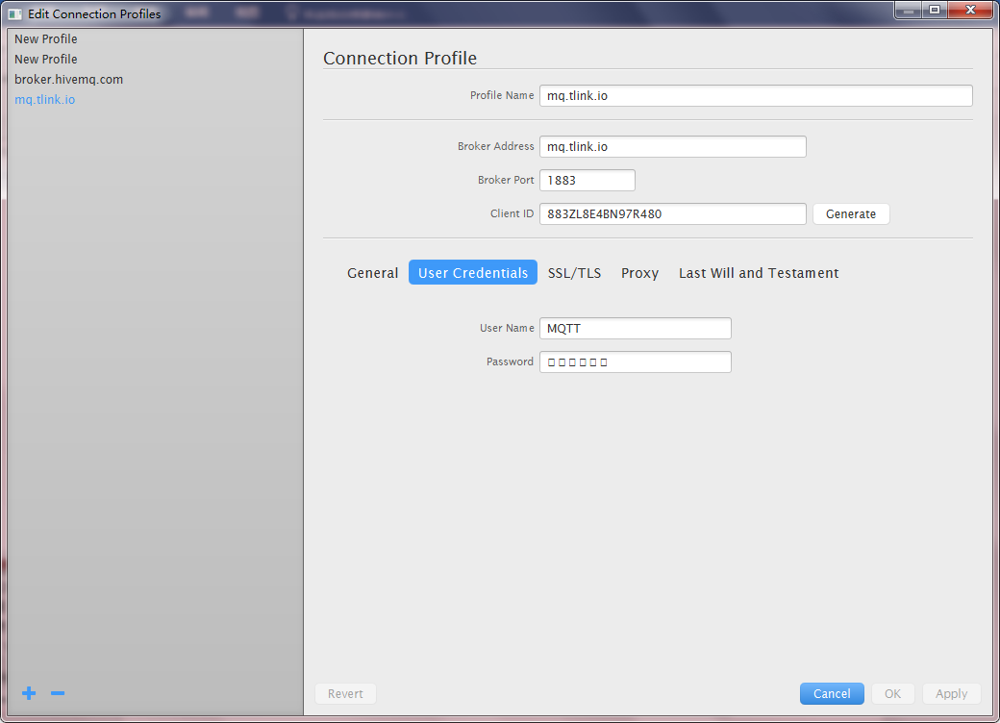 Edit Connection Profiles
New Profile
New Profile
broker.hivemq.com
mq.tlink.io
Connection Profile
Profile Name mq.tlink.io
Broker Address mq.tlink.io
Broker Port 1883
Client ID 883ZL8E4BN97R480 Generate
General User Credentials SSL/TLS Proxy Last Will and Testament
User Name MQTT
Password
Revert Cancel OK Apply